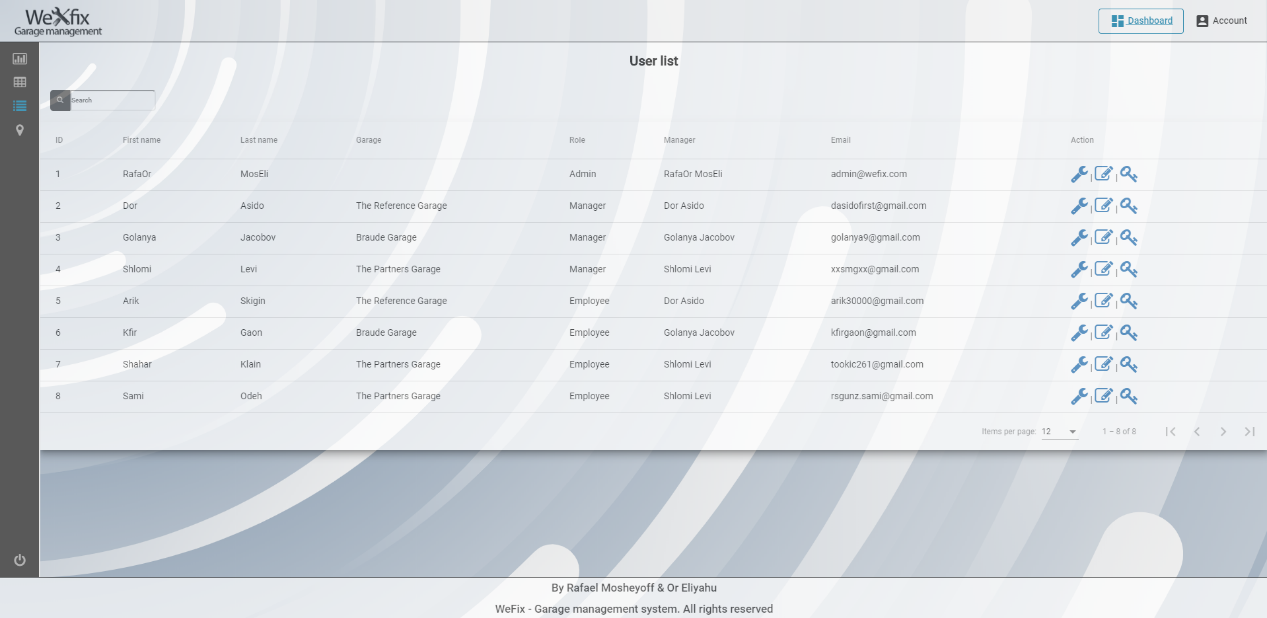 WeXfix
Garage management
Dashboard
Account
User list
Search
ID First name Last name Garage Role Manager Email Action
1 RafaOr MosEli Admin RafaOr MosEli admin@wefix.com
2 Dor Asido The Reference Garage Manager Dor Asido dasidofirst@gmail.com
3 Golanya Jacobov Braude Garage Manager Golanya Jacobov golanya9@gmail.com
4 Shlomi Levi The Partners Garage Manager Shlomi Levi xxsmgxx@gmail.com
5 Arik Skigin The Reference Garage Employee Dor Asido arik30000@gmail.com
6 Kfir Gaon Braude Garage Employee Golanya Jacobov kfirgaon@gmail.com
7 Shahar Klain The Partners Garage Employee Shlomi Levi tookic261@gmail.com
8 Sami Odeh The Partners Garage Employee Shlomi Levi rsgunz.sami@gmail.com
Items per page: 12 1 – 8 of 8
By Rafael Mosheyoff & Or Eliyahu
WeFix - Garage management system. All rights reserved